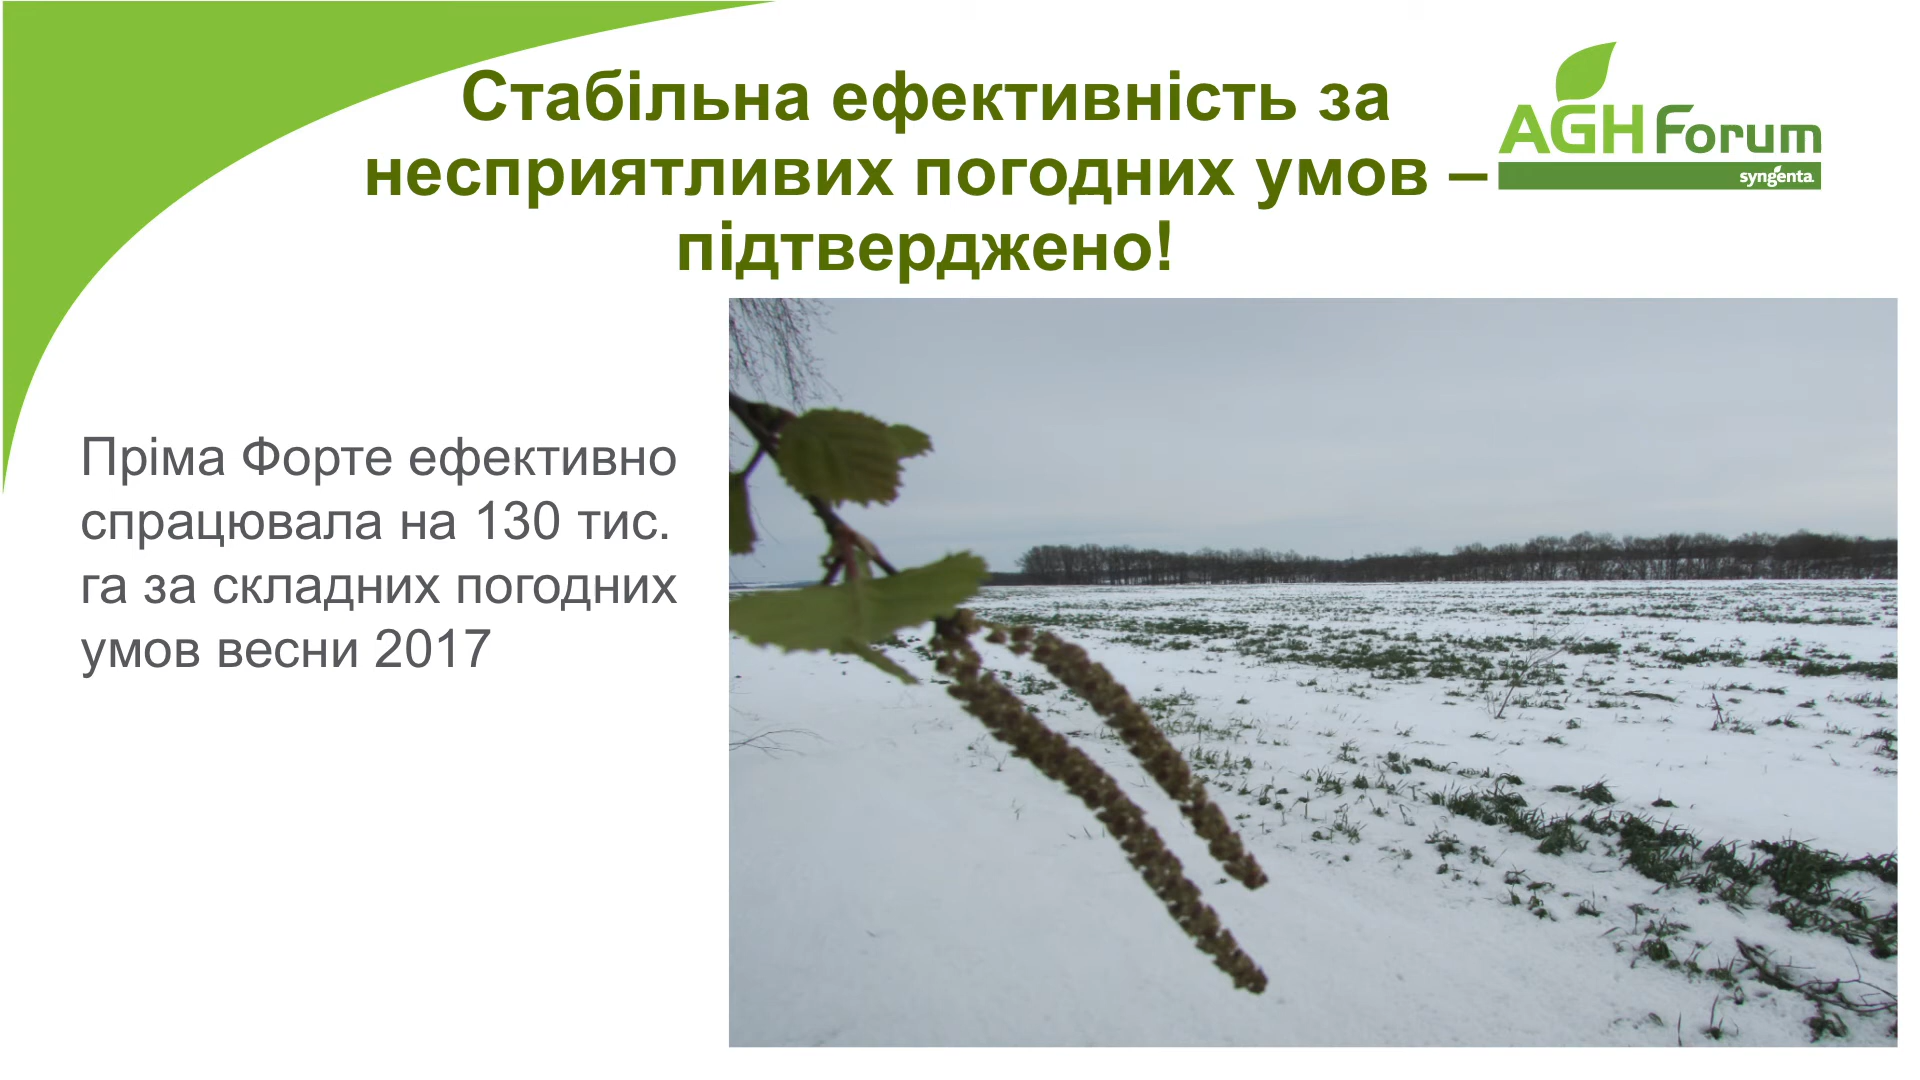 Стабільна ефективність за
несприятливих погодних умов –
підтверджено!
AGH Forum
syngenta
Пріма Форте ефективно
спрацювала на 130 тис.
га за складних погодних
умов весни 2017